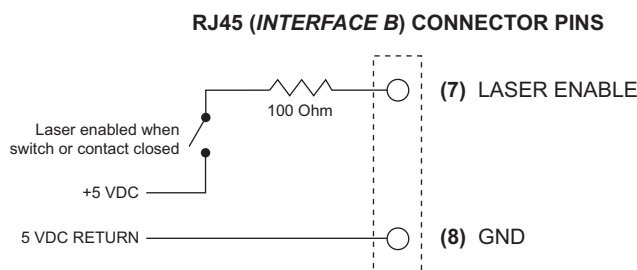 RJ45 (INTERFACE B) CONNECTOR PINS
(7) LASER ENABLE
100 Ohm
Laser enabled when
switch or contact closed
+5 VDC
5 VDC RETURN
(8) GND